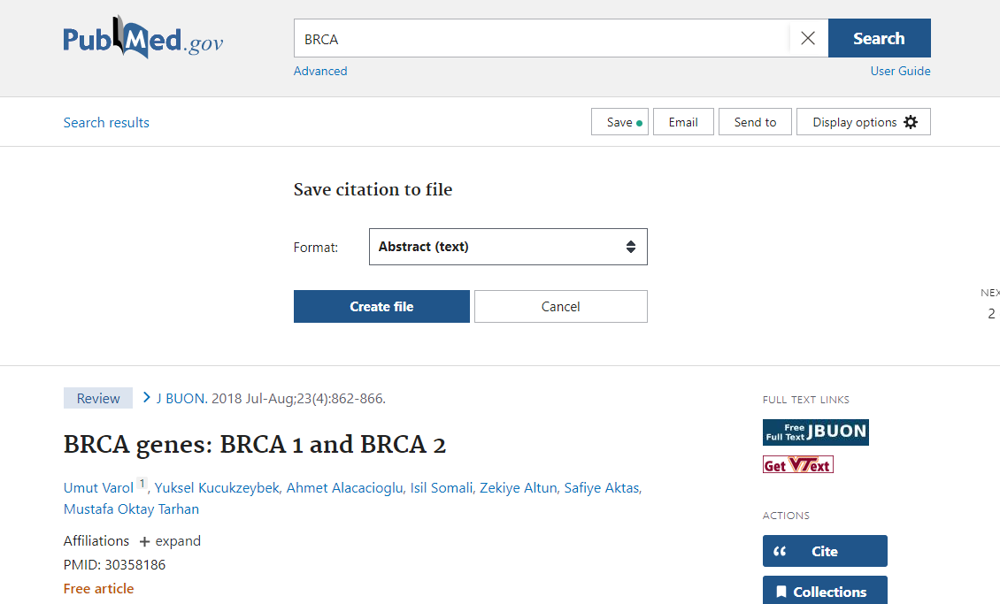 PubMed.gov
BRCA
Search
Advanced
User Guide
Search results
Save
Email
Send to
Display options
Save citation to file
Format:
Abstract (text)
Create file
Cancel
NEX
2
Review
J BUON. 2018 Jul-Aug;23(4):862-866.
BRCA genes: BRCA 1 and BRCA 2
Umut Varol 1, Yuksel Kucukzeybek, Ahmet Alacacioglu, Isil Somali, Zekiye Altun, Safiye Aktas,
Mustafa Oktay Tarhan
Affiliations + expand
PMID: 30358186
Free article
FULL TEXT LINKS
Free
Full Text JBUON
Get VText
ACTIONS
Cite
Collections